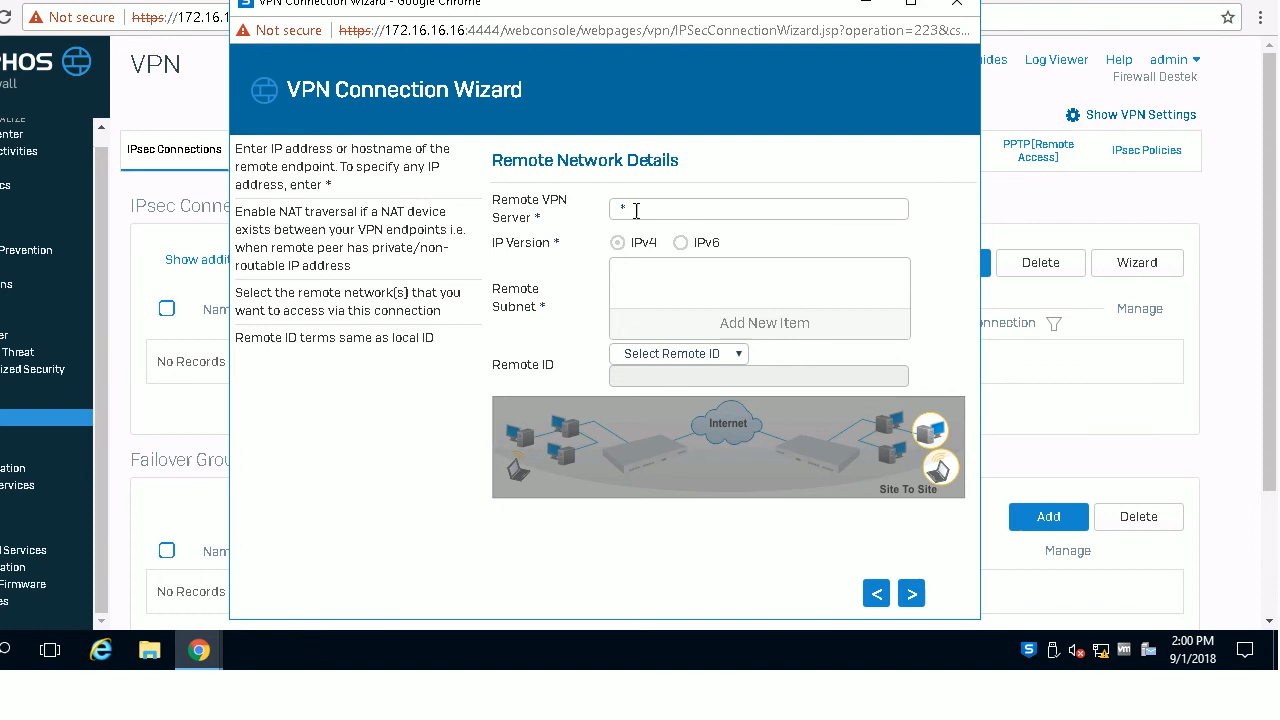 VPN Connection Wizard - Google Chrome
Not secure | https://172.16.1
Not secure | https://172.16.16.16:4444/webconsole/webpages/vpn/IPSecConnectionWizard.jsp?operation=223&cs...
PHOS
wall
VPN
VPN Connection Wizard
uides
Log Viewer
Help
admin
Firewall Destek
Show VPN Settings
ALIZE
enter
ctivities
cs
ons
er
Threat
ized Security
ation
ervices
d Services
ation
Firmware
es
IPsec Connections
PPTP[Remote
Access]
IPsec Policies
IPsec Conne
Show addi
Nam
No Records
Failover Grou
Nam
No Records
Enter IP address or hostname of the
remote endpoint. To specify any IP
address, enter *
Enable NAT traversal if a NAT device
exists between your VPN endpoints i.e.
when remote peer has private/non-
routable IP address
Select the remote network(s) that you
want to access via this connection
Remote ID terms same as local ID
Remote Network Details
Remote VPN
Server *
*
IP Version *
IPv4
IPv6
Remote
Subnet *
Add New Item
Remote ID
Select Remote ID
Internet
Site To Site
<
>
Delete
Wizard
onnection
Manage
Add
Delete
Manage
2:00 PM
9/1/2018